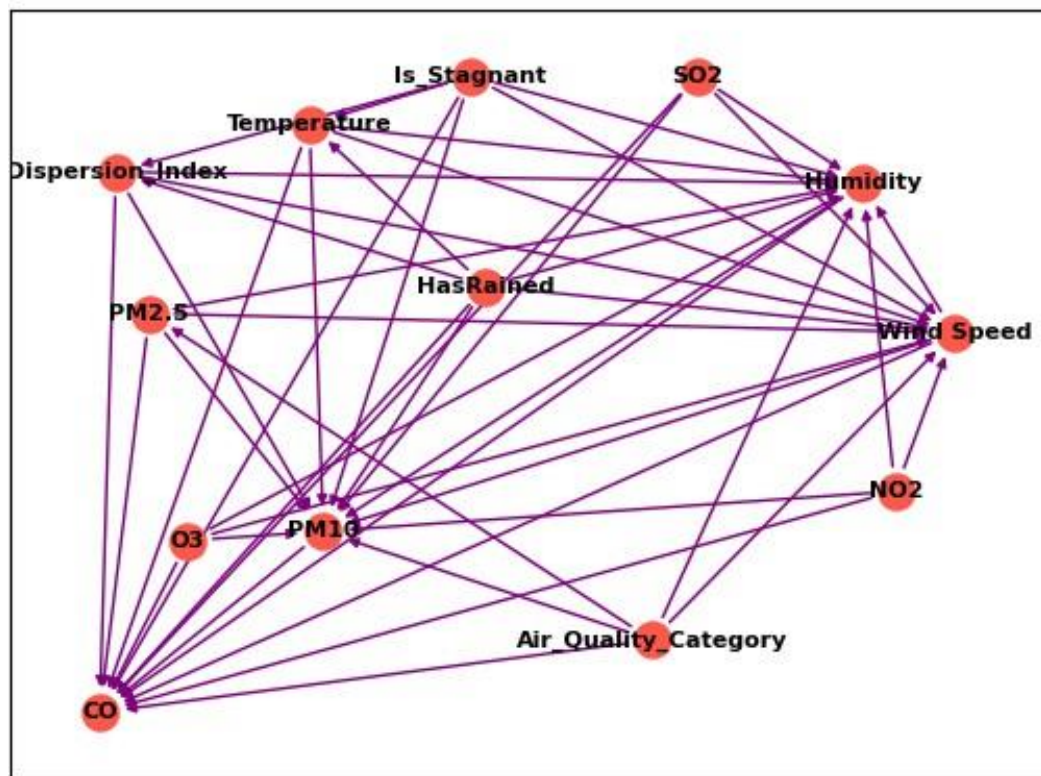 Is_Stagnant
SO2
Temperature
Dispersion_Index
Humidity
HasRained
PM2.5
Wind Speed
NO2
O3
PM10
Air_Quality_Category
CO